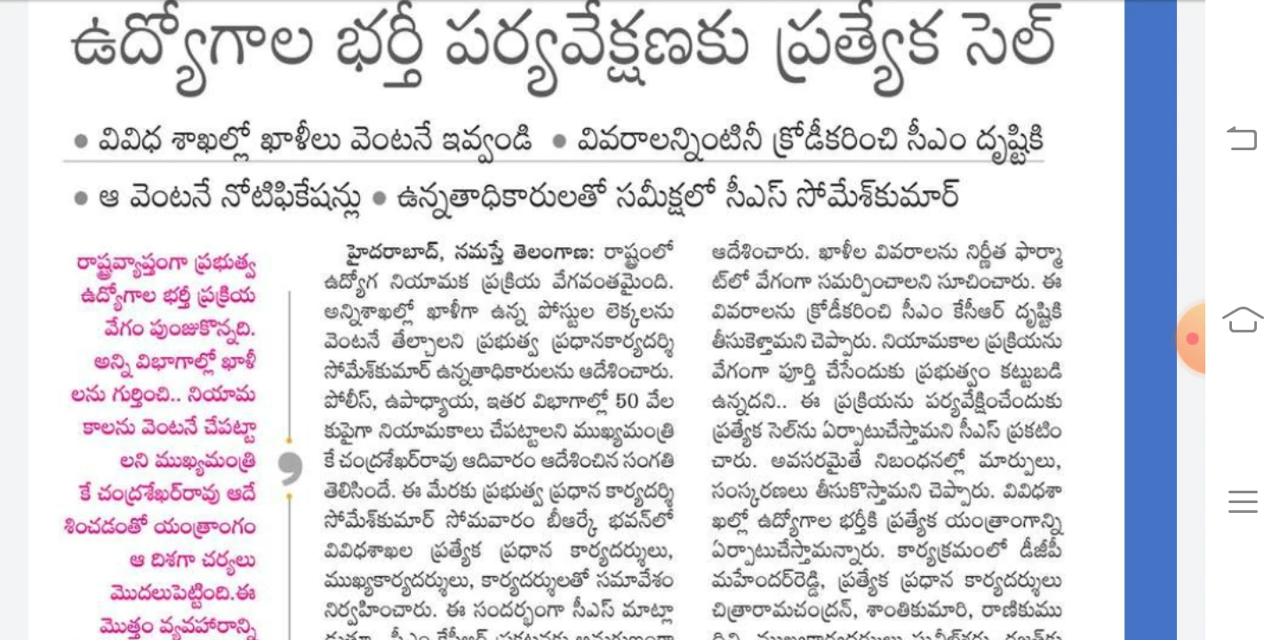 ఉద్యోగాల భర్తీ పర్యవేక్షణకు ప్రత్యేక సెల్
• వివిధ శాఖల్లో ఖాళీలు వెంటనే ఇవ్వండి • వివరాలన్నింటినీ క్రోడీకరించి సీఎం దృష్టికి
• ఆ వెంటనే నోటిఫికేషన్లు • ఉన్నతాధికారులతో సమీక్షలో సీఎస్ సోమేశ్‌కుమార్
రాష్ట్రవ్యాప్తంగా ప్రభుత్వ
ఉద్యోగాల భర్తీ ప్రక్రియ
వేగం పుంజుకొన్నది.
అన్ని విభాగాల్లో ఖాళీ
లను గుర్తించి.. నియామ
కాలను వెంటనే చేపట్టా
లని ముఖ్యమంత్రి
కే చంద్రశేఖర్‌రావు ఆదే
శించడంతో యంత్రాంగం
ఆ దిశగా చర్యలు
మొదలుపెట్టింది.ఈ
మొత్తం వ్యవహారాన్ని
హైదరాబాద్, నమస్తే తెలంగాణ: రాష్ట్రంలో
ఉద్యోగ నియామక ప్రక్రియ వేగవంతమైంది.
అన్నిశాఖల్లో ఖాళీగా ఉన్న పోస్టుల లెక్కలను
వెంటనే తేల్చాలని ప్రభుత్వ ప్రధానకార్యదర్శి
సోమేశ్‌కుమార్ ఉన్నతాధికారులను ఆదేశించారు.
పోలీస్, ఉపాధ్యాయ, ఇతర విభాగాల్లో 50 వేల
కుపైగా నియామకాలు చేపట్టాలని ముఖ్యమంత్రి
కే చంద్రశేఖర్‌రావు ఆదివారం ఆదేశించిన సంగతి
తెలిసిందే. ఈ మేరకు ప్రభుత్వ ప్రధాన కార్యదర్శి
సోమేశ్‌కుమార్ సోమవారం బీఆర్కే భవన్‌లో
వివిధశాఖల ప్రత్యేక ప్రధాన కార్యదర్శులు,
ముఖ్యకార్యదర్శులు, కార్యదర్శులతో సమావేశం
నిర్వహించారు. ఈ సందర్భంగా సీఎస్ మాట్లా
ఆదేశించారు. ఖాళీల వివరాలను నిర్ణీత ఫార్మా
ట్‌లో వేగంగా సమర్పించాలని సూచించారు. ఈ
వివరాలను క్రోడీకరించి సీఎం కేసీఆర్ దృష్టికి
తీసుకెళ్తామని చెప్పారు. నియామకాల ప్రక్రియను
వేగంగా పూర్తి చేసేందుకు ప్రభుత్వం కట్టుబడి
ఉన్నదని.. ఈ ప్రక్రియను పర్యవేక్షించేందుకు
ప్రత్యేక సెల్‌ను ఏర్పాటుచేస్తామని సీఎస్ ప్రకటిం
చారు. అవసరమైతే నిబంధనల్లో మార్పులు,
సంస్కరణలు తీసుకొస్తామని చెప్పారు. వివిధశా
ఖల్లో ఉద్యోగాల భర్తీకి ప్రత్యేక యంత్రాంగాన్ని
ఏర్పాటుచేస్తామన్నారు. కార్యక్రమంలో డీజీపీ
మహేందర్‌రెడ్డి, ప్రత్యేక ప్రధాన కార్యదర్శులు
చిత్రారామచంద్రన్, శాంతికుమారి, రాణికుము